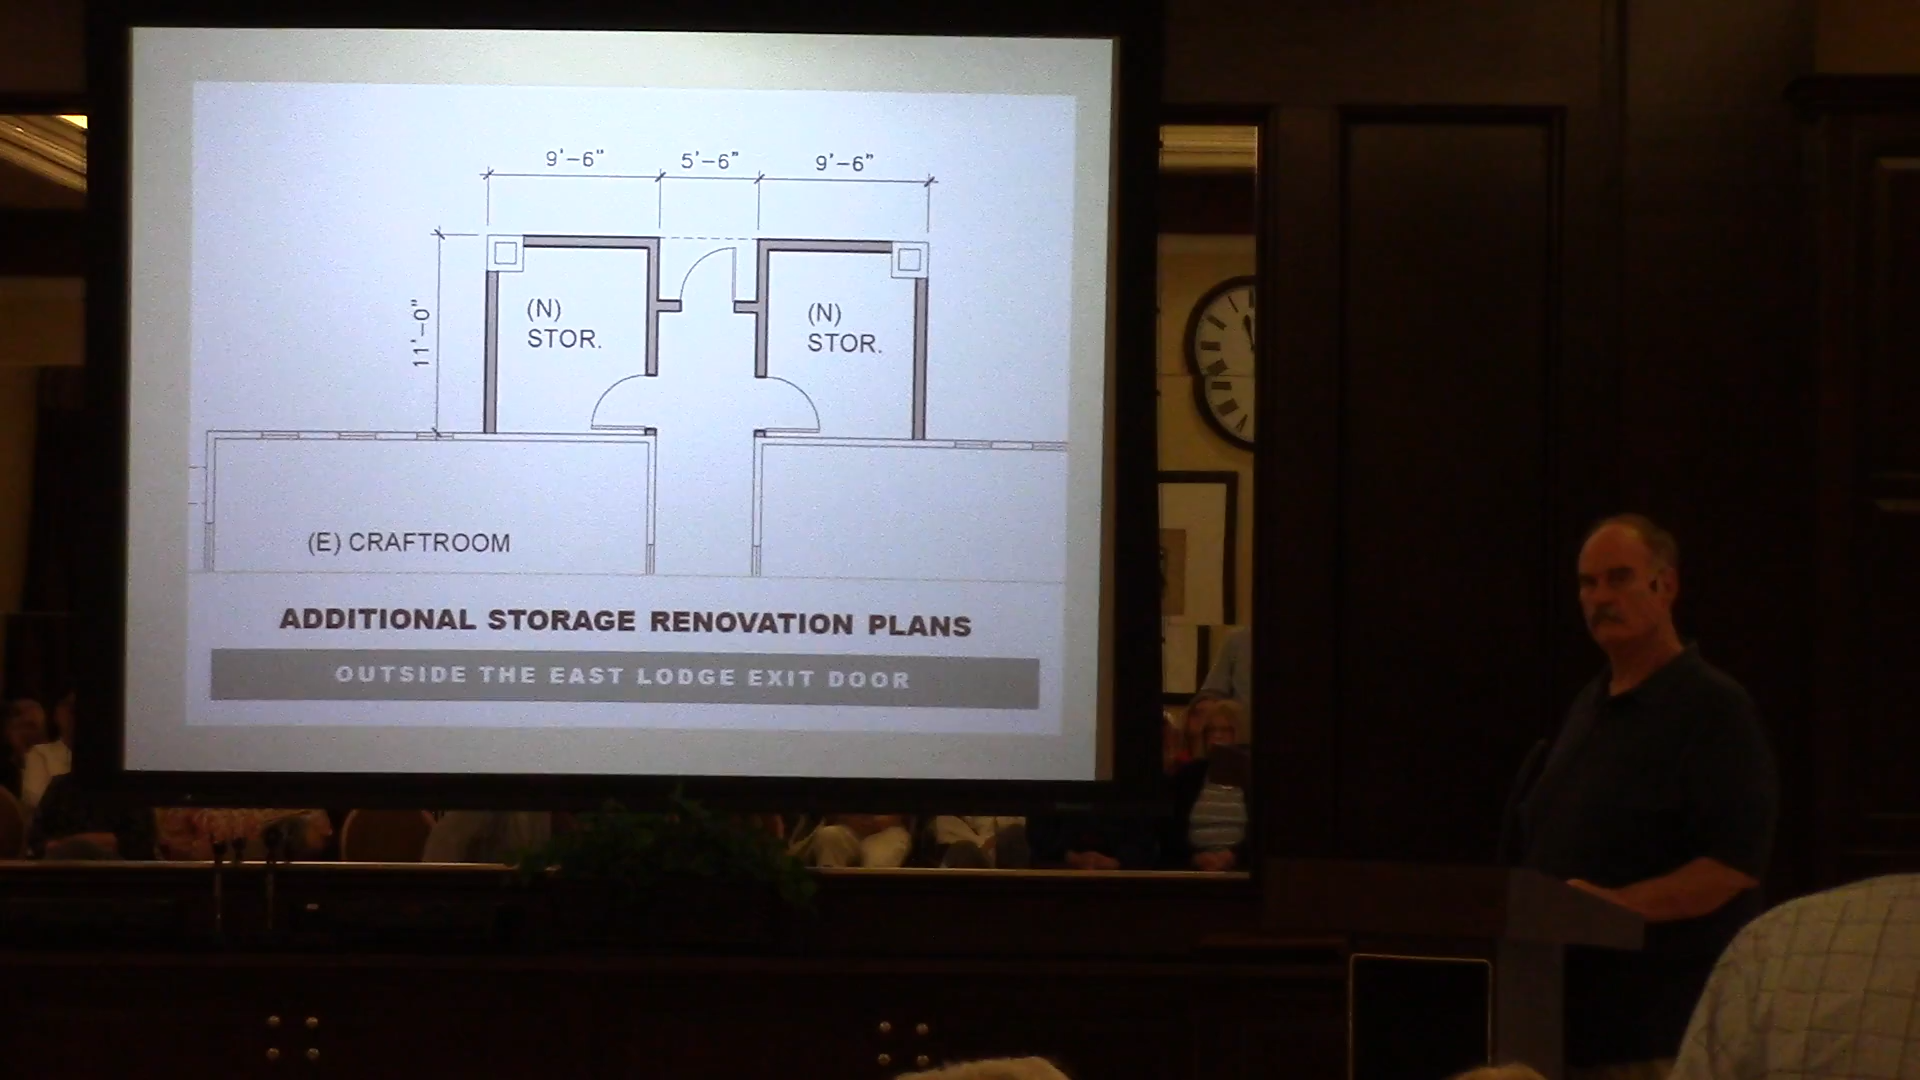 9'-6" 5'-6" 9'-6"
11'-0"
(N)
STOR.
(N)
STOR.
(E) CRAFTROOM
ADDITIONAL STORAGE RENOVATION PLANS
OUTSIDE THE EAST LODGE EXIT DOOR